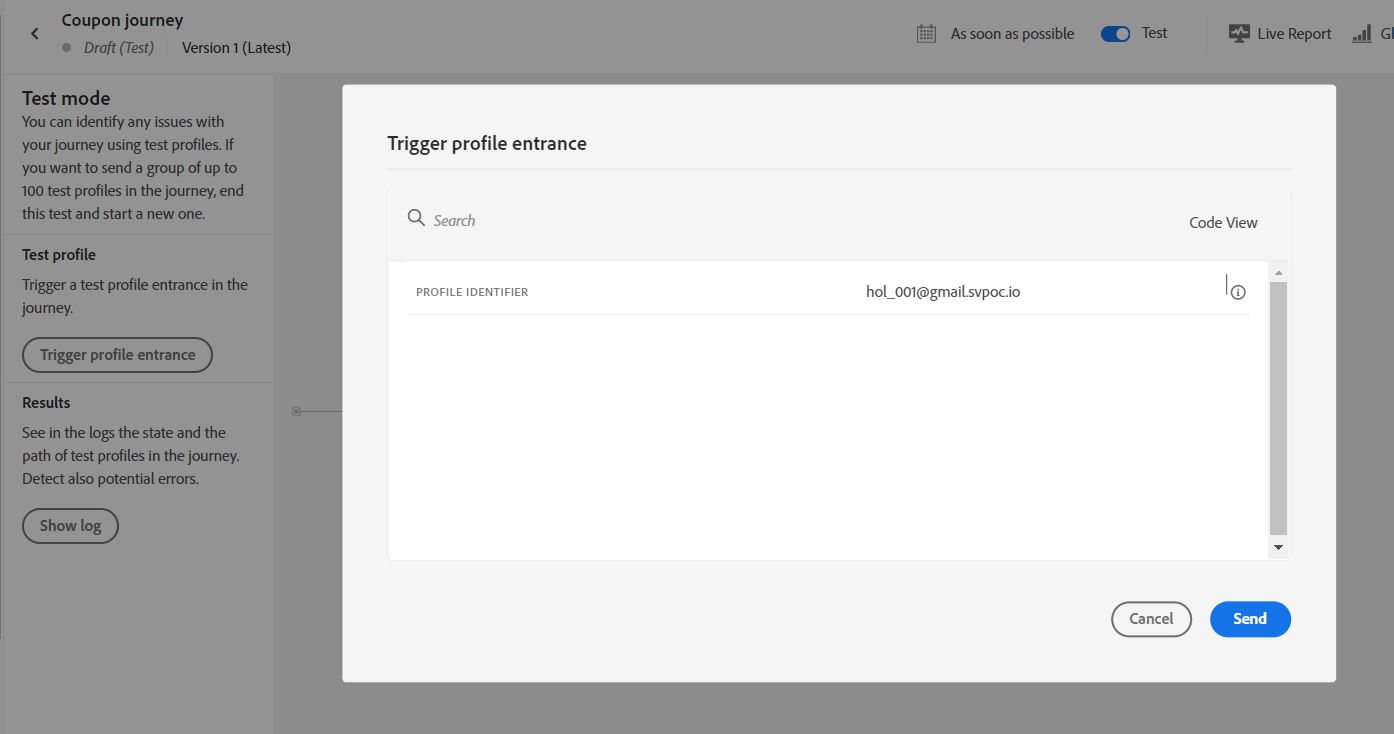 Coupon journey
Draft (Test) Version 1 (Latest)
As soon as possible Test Live Report
Test mode
You can identify any issues with
your journey using test profiles. If
you want to send a group of up to
100 test profiles in the journey, end
this test and start a new one.
Test profile
Trigger a test profile entrance in the
journey.
Trigger profile entrance
Results
See in the logs the state and the
path of test profiles in the journey.
Detect also potential errors.
Show log
Trigger profile entrance
Search
Code View
PROFILE IDENTIFIER hol_001@gmail.svpoc.io
Cancel Send